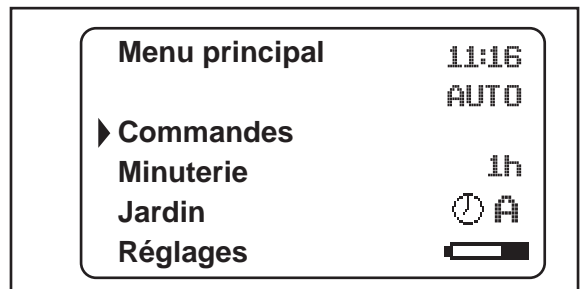 Menu principal 11:16
AUTO
Commandes
Minuterie 1h
Jardin A
Réglages